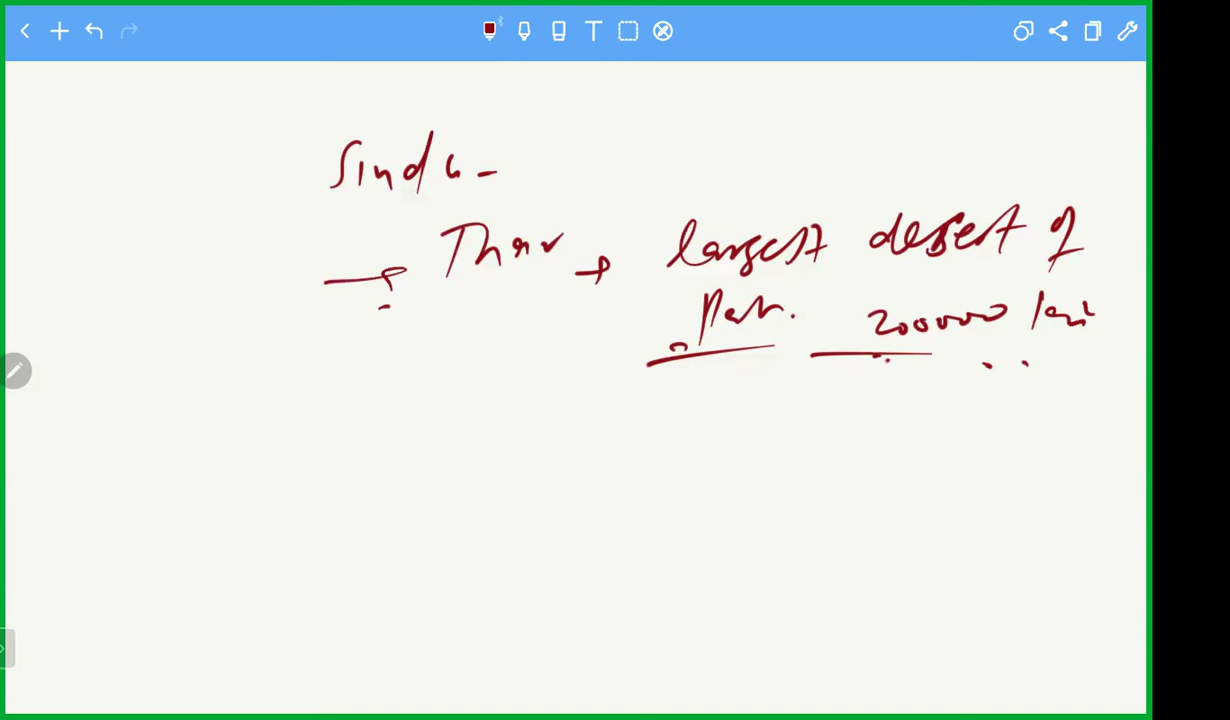 Sindh -
→ Thar → largest desert of
Pak. 200000 km²